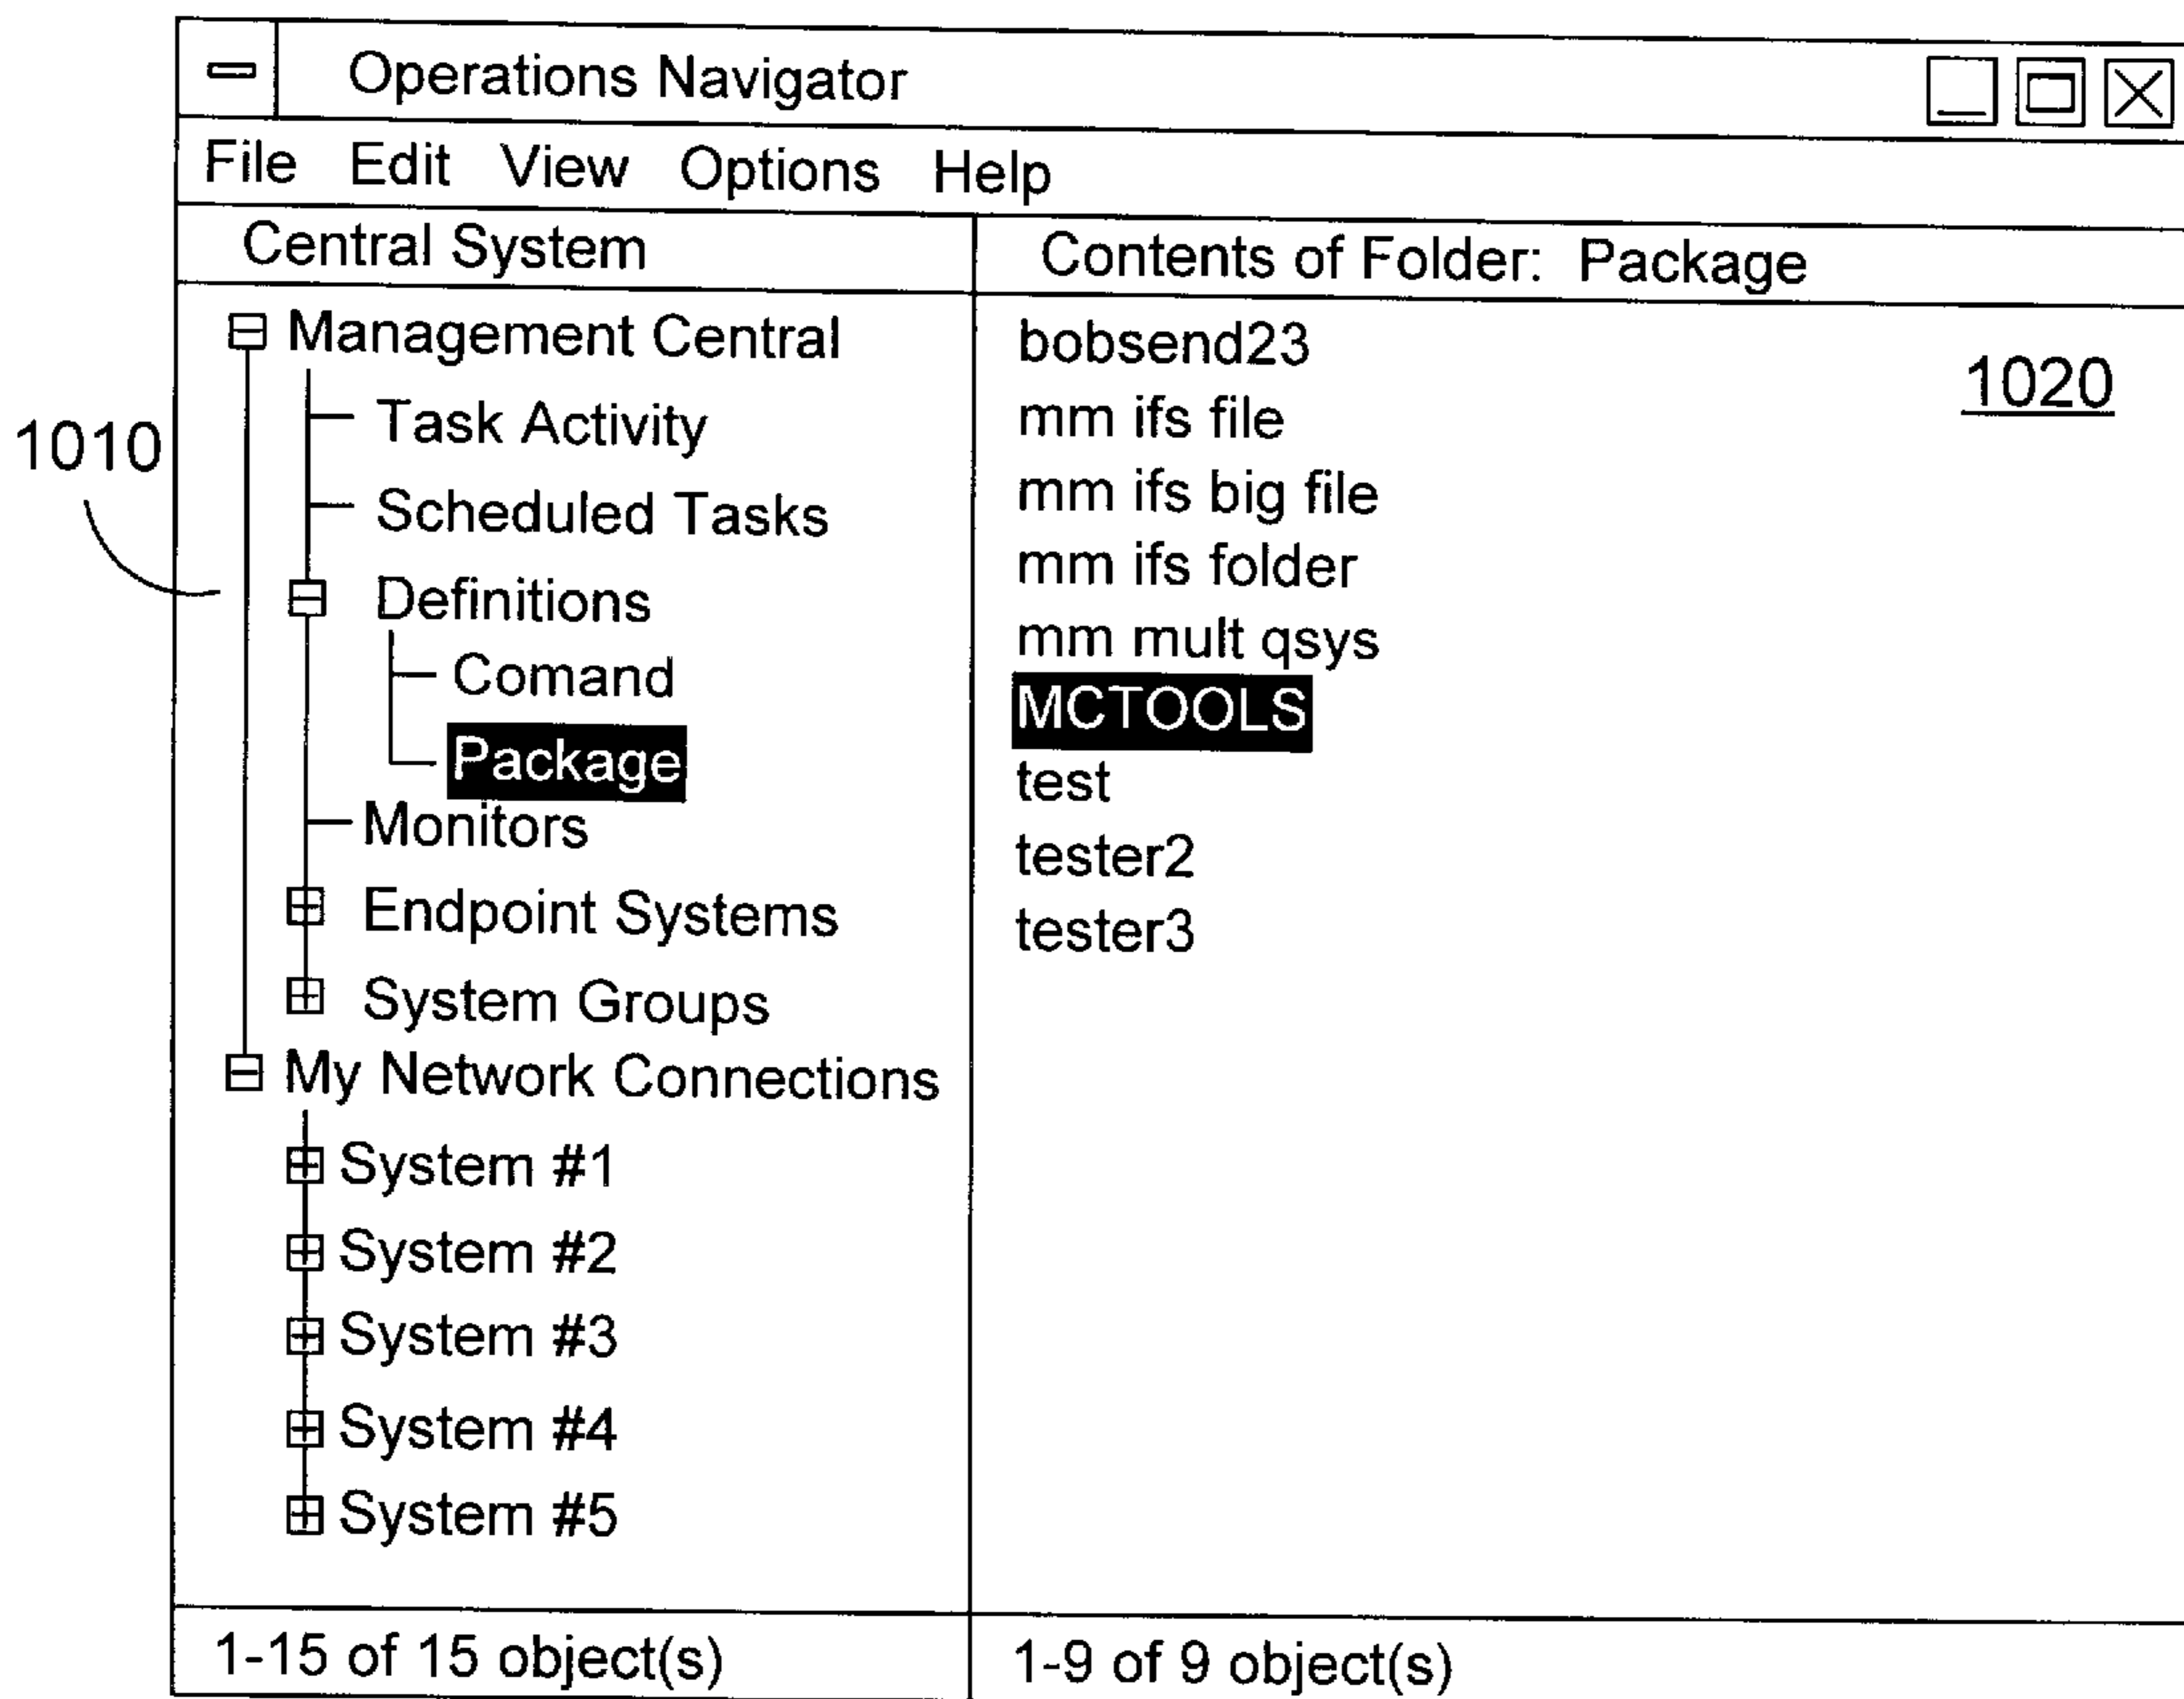 Operations Navigator
File Edit View Options Help
Central System
Contents of Folder: Package
Management Central
Task Activity
Scheduled Tasks
Definitions
Comand
Package
Monitors
Endpoint Systems
System Groups
My Network Connections
System #1
System #2
System #3
System #4
System #5
1-15 of 15 object(s)
bobsend23
mm ifs file
mm ifs big file
mm ifs folder
mm mult qsys
MCTOOLS
test
tester2
tester3
1-9 of 9 object(s)
1010
1020